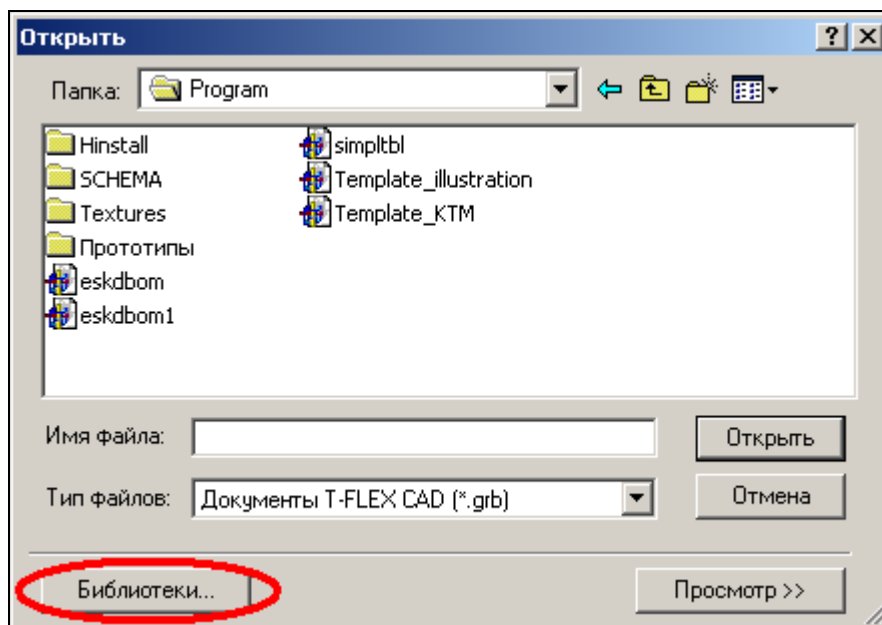 Открыть
Папка: Program
Hinstall simpltbl
SCHEMA Template_illustration
Textures Template_KTM
Прототипы
eskdbom
eskdbom1
Имя файла: Открыть
Тип файлов: Документы T-FLEX CAD (*.grb) Отмена
Библиотеки... Просмотр >>